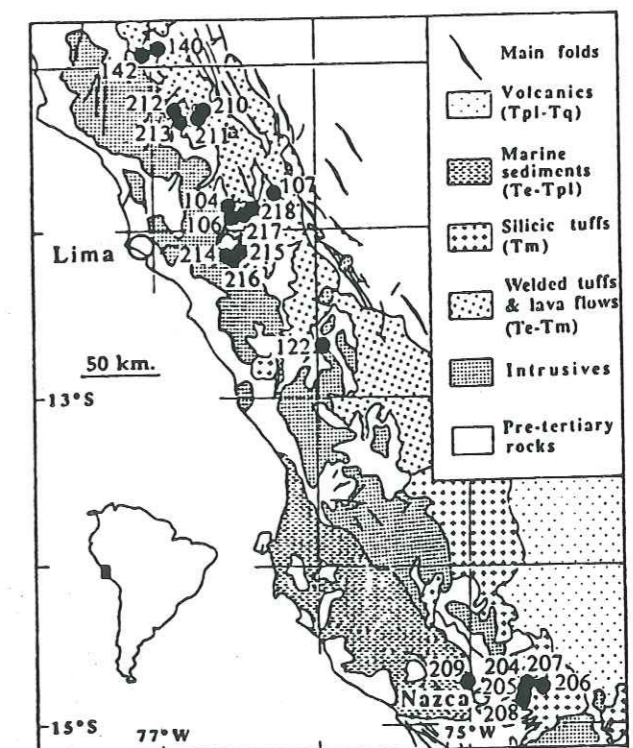 140
142
212
210
213
211a
107
104
218
106
217
Lima
214
215
216
122
50 km.
13°S
209
204
207
205
206
Nazca
208
15°S
77°W
75°W
Main folds
Volcanics
(Tpl-Tq)
Marine
sediments
(Te-Tpl)
Silicic tuffs
(Tm)
Welded tuffs
& lava flows
(Te-Tm)
Intrusives
Pre-tertiary
rocks